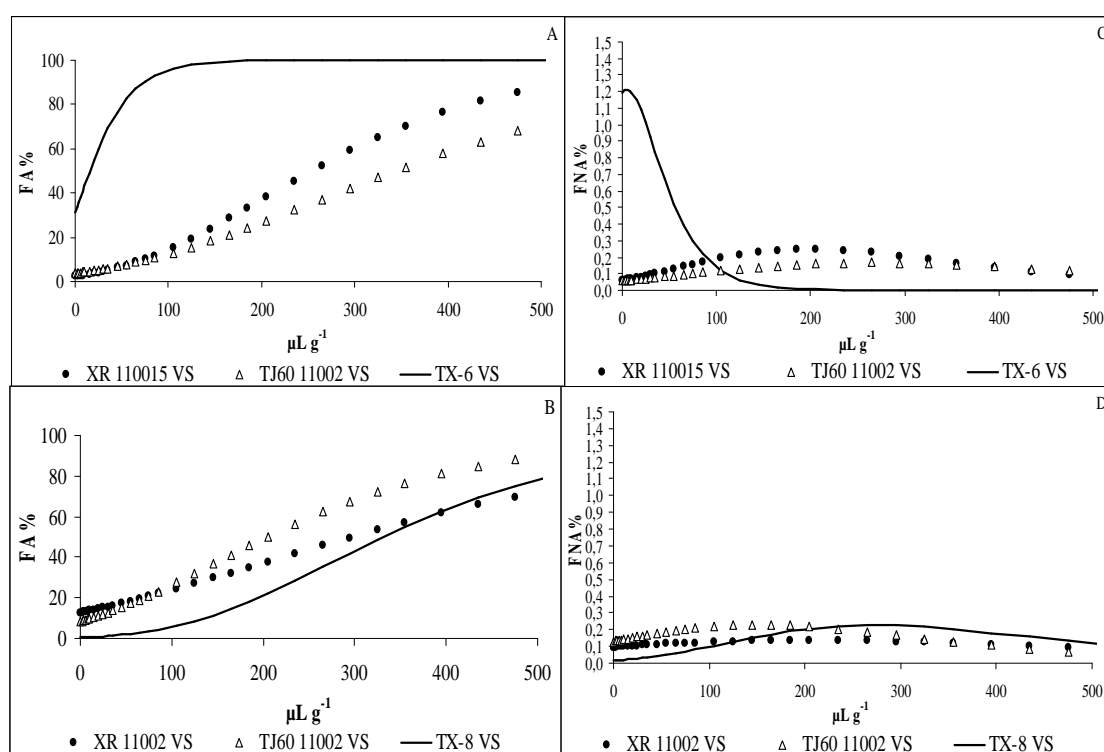 A
FA%
100
80
60
40
20
0
0 100 200 300 400 500
µL g-1
● XR 110015 VS △ TJ60 11002 VS — TX-6 VS
C
FNA%
1,5
1,4
1,3
1,2
1,1
1,0
0,9
0,8
0,7
0,6
0,5
0,4
0,3
0,2
0,1
0,0
0 100 200 300 400 500
µL g-1
● XR 110015 VS △ TJ60 11002 VS — TX-6 VS
B
FA%
100
80
60
40
20
0
0 100 200 300 400 500
µL g-1
● XR 11002 VS △ TJ60 11002 VS — TX-8 VS
D
FNA%
1,5
1,4
1,3
1,2
1,1
1,0
0,9
0,8
0,7
0,6
0,5
0,4
0,3
0,2
0,1
0,0
0 100 200 300 400 500
µL g-1
● XR 11002 VS △ TJ60 11002 VS — TX-8 VS